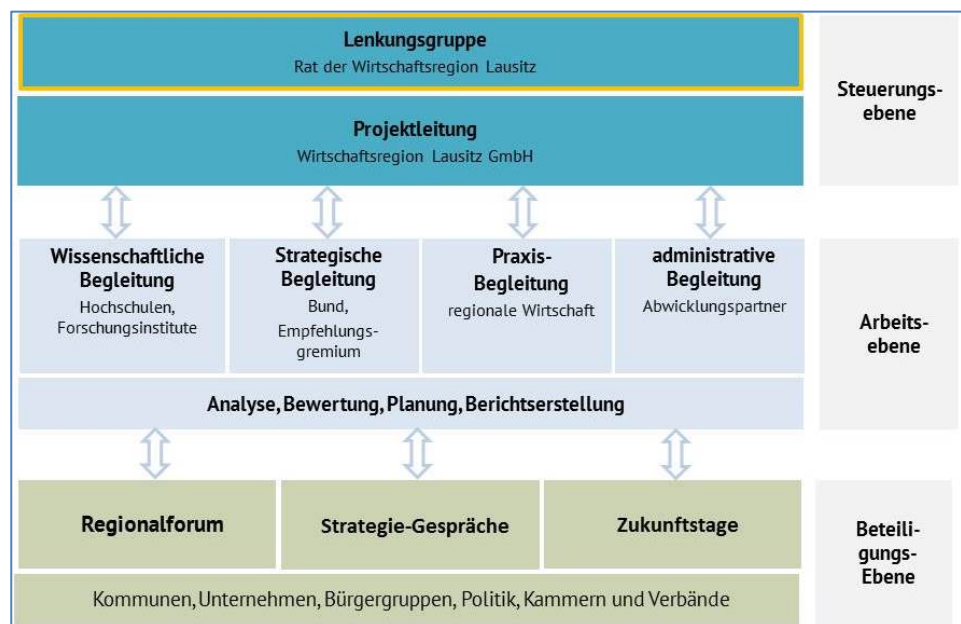 Lenkungsgruppe
Rat der Wirtschaftsregion Lausitz
Projektleitung
Wirtschaftsregion Lausitz GmbH
Steuerungs-
ebene
Wissenschaftliche
Begleitung
Hochschulen,
Forschungsinstitute
Strategische
Begleitung
Bund,
Empfehlungs-
gremium
Praxis-
Begleitung
regionale Wirtschaft
administrative
Begleitung
Abwicklungspartner
Analyse, Bewertung, Planung, Berichtserstellung
Arbeits-
ebene
Regionalforum
Strategie-Gespräche
Zukunftstage
Kommunen, Unternehmen, Bürgergruppen, Politik, Kammern und Verbände
Beteili-
gungs-
Ebene